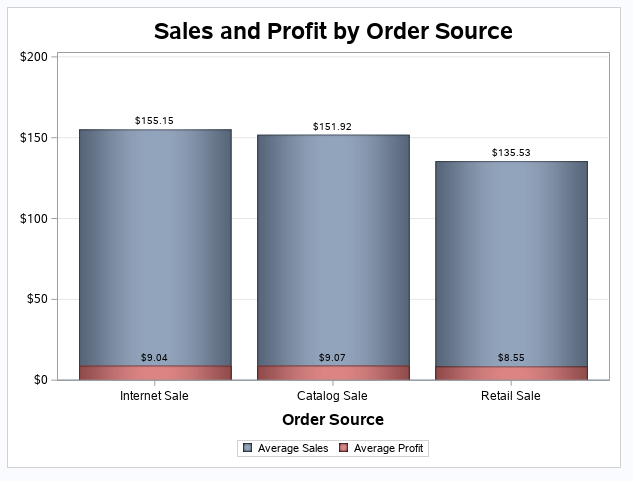 Sales and Profit by Order Source
$200
$155.15
$151.92
$150
$135.53
$100
$50
$9.04
$9.07
$8.55
$0
Internet Sale
Catalog Sale
Retail Sale
Order Source
Average Sales Average Profit